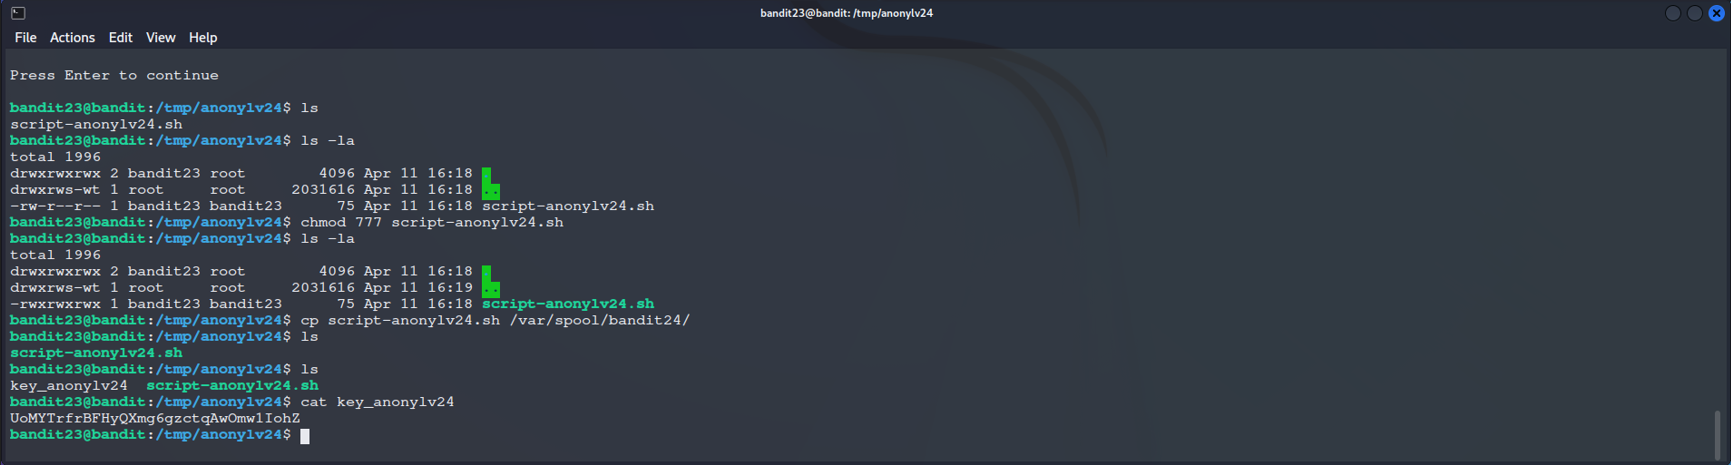 bandit23@bandit: /tmp/anonylv24
File Actions Edit View Help
Press Enter to continue
bandit23@bandit:/tmp/anonylv24$ ls
script-anonylv24.sh
bandit23@bandit:/tmp/anonylv24$ ls -la
total 1996
drwxrwxrwx 2 bandit23 root 4096 Apr 11 16:18 .
drwxrws-wt 1 root root 2031616 Apr 11 16:18 ..
-rw-r--r-- 1 bandit23 bandit23 75 Apr 11 16:18 script-anonylv24.sh
bandit23@bandit:/tmp/anonylv24$ chmod 777 script-anonylv24.sh
bandit23@bandit:/tmp/anonylv24$ ls -la
total 1996
drwxrwxrwx 2 bandit23 root 4096 Apr 11 16:18 .
drwxrws-wt 1 root root 2031616 Apr 11 16:19 ..
-rwxrwxrwx 1 bandit23 bandit23 75 Apr 11 16:18 script-anonylv24.sh
bandit23@bandit:/tmp/anonylv24$ cp script-anonylv24.sh /var/spool/bandit24/
bandit23@bandit:/tmp/anonylv24$ ls
script-anonylv24.sh
bandit23@bandit:/tmp/anonylv24$ ls
key_anonylv24 script-anonylv24.sh
bandit23@bandit:/tmp/anonylv24$ cat key_anonylv24
UoMYTrfrBFHyQXmg6gzctqAwOmw1IohZ
bandit23@bandit:/tmp/anonylv24$